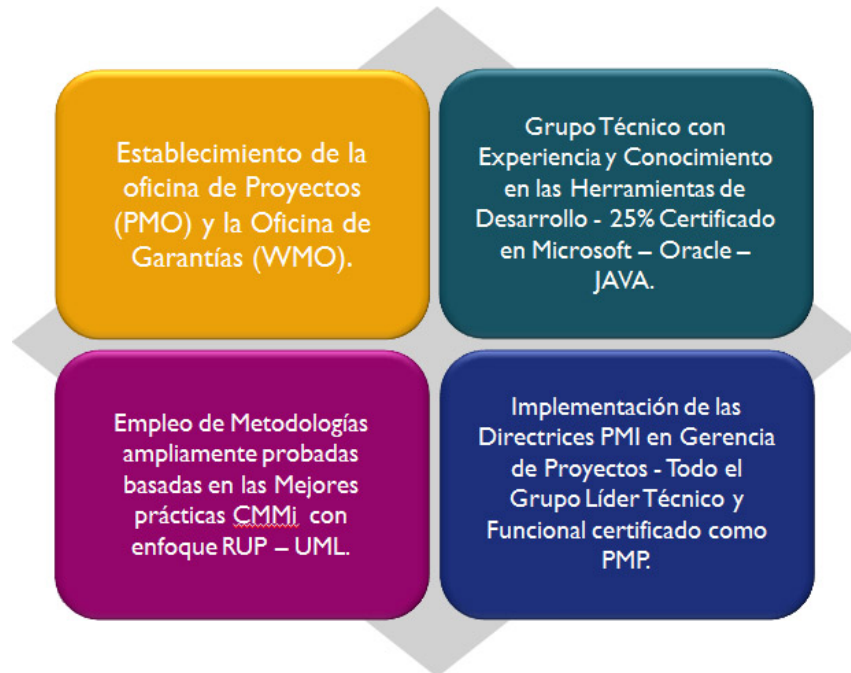 Establecimiento de la
oficina de Proyectos
(PMO) y la Oficina de
Garantías (WMO).
Grupo Técnico con
Experiencia y Conocimiento
en las Herramientas de
Desarrollo - 25% Certificado
en Microsoft – Oracle –
JAVA.
Empleo de Metodologías
ampliamente probadas
basadas en las Mejores
prácticas CMMi con
enfoque RUP – UML.
Implementación de las
Directrices PMI en Gerencia
de Proyectos - Todo el
Grupo Líder Técnico y
Funcional certificado como
PMP.